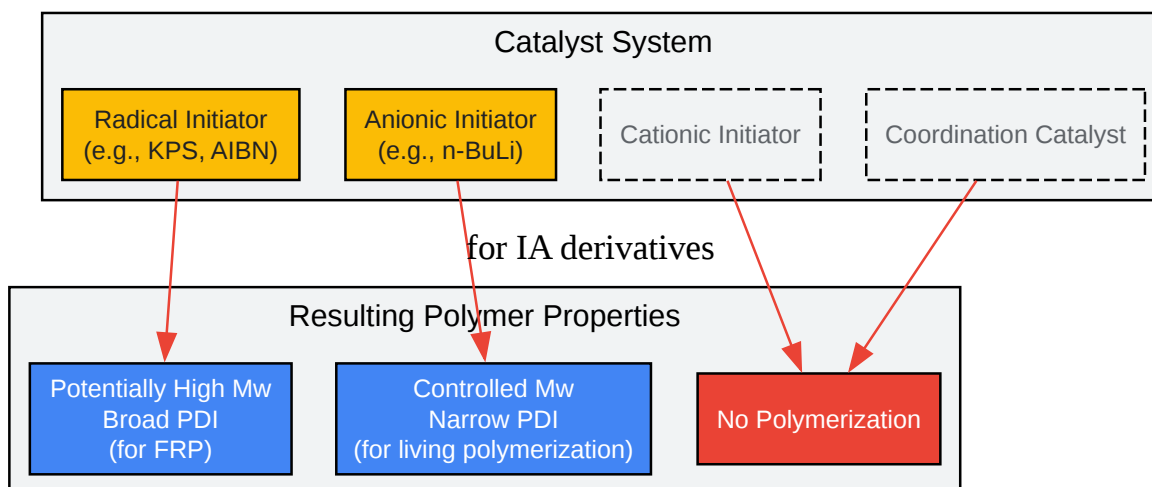 Catalyst System
Radical Initiator
(e.g., KPS, AIBN)
Anionic Initiator
(e.g., n-BuLi)
Cationic Initiator
Coordination Catalyst
for IA derivatives
Resulting Polymer Properties
Potentially High Mw
Broad PDI
(for FRP)
Controlled Mw
Narrow PDI
(for living polymerization)
No Polymerization